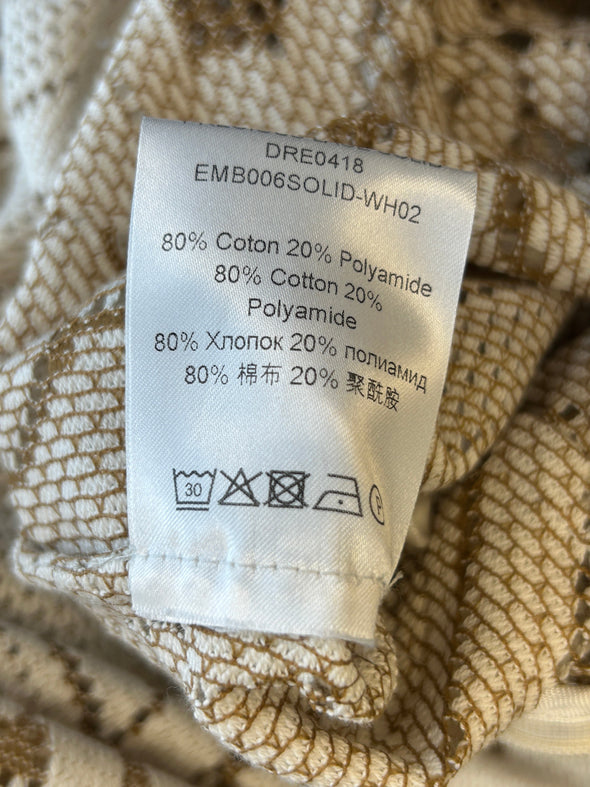 DRE0418
EMB006SOLID-WH02
80% Coton 20% Polyamide
80% Cotton 20%
Polyamide
80% Хлопок 20% полиамид
80% 棉布 20% 聚酰胺
30
P